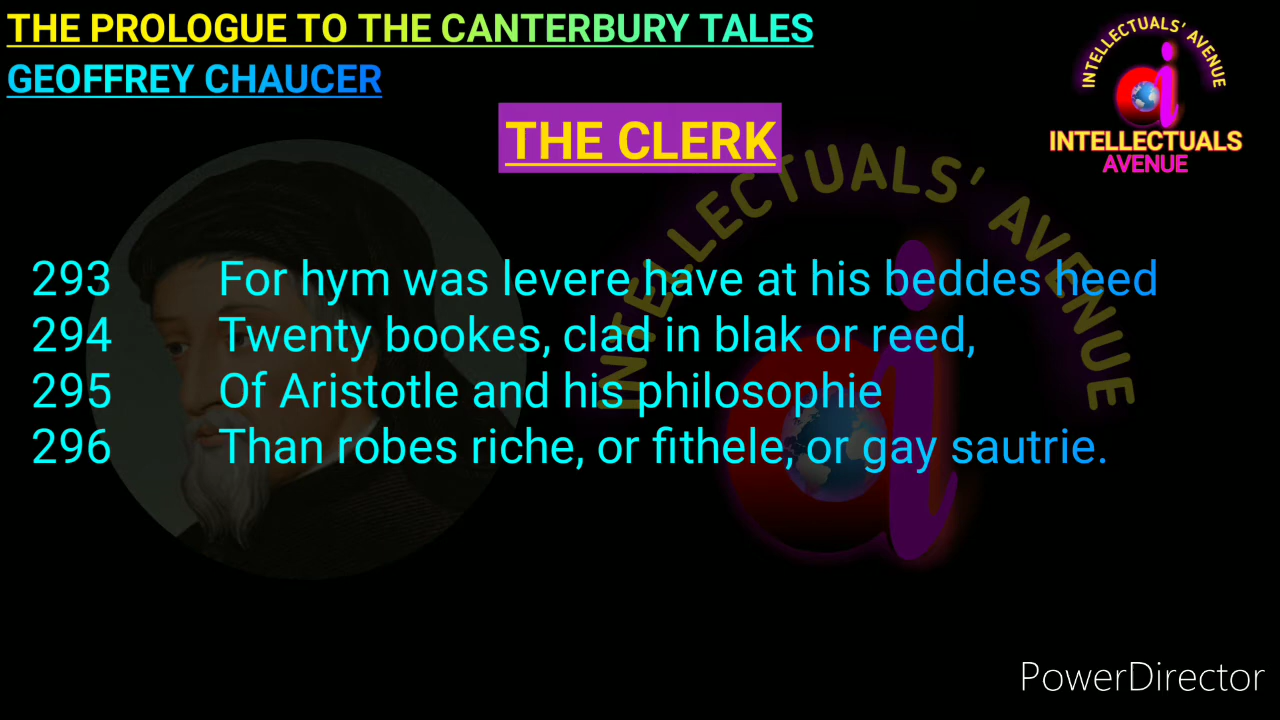 THE PROLOGUE TO THE CANTERBURY TALES
GEOFFREY CHAUCER
INTELLECTUALS' AVENUE
i
INTELLECTUALS
AVENUE
THE CLERK
INTELLECTUALS' AVENUE
i
293 For hym was levere have at his beddes heed
294 Twenty bookes, clad in blak or reed,
295 Of Aristotle and his philosophie
296 Than robes riche, or fithele, or gay sautrie.
PowerDirector